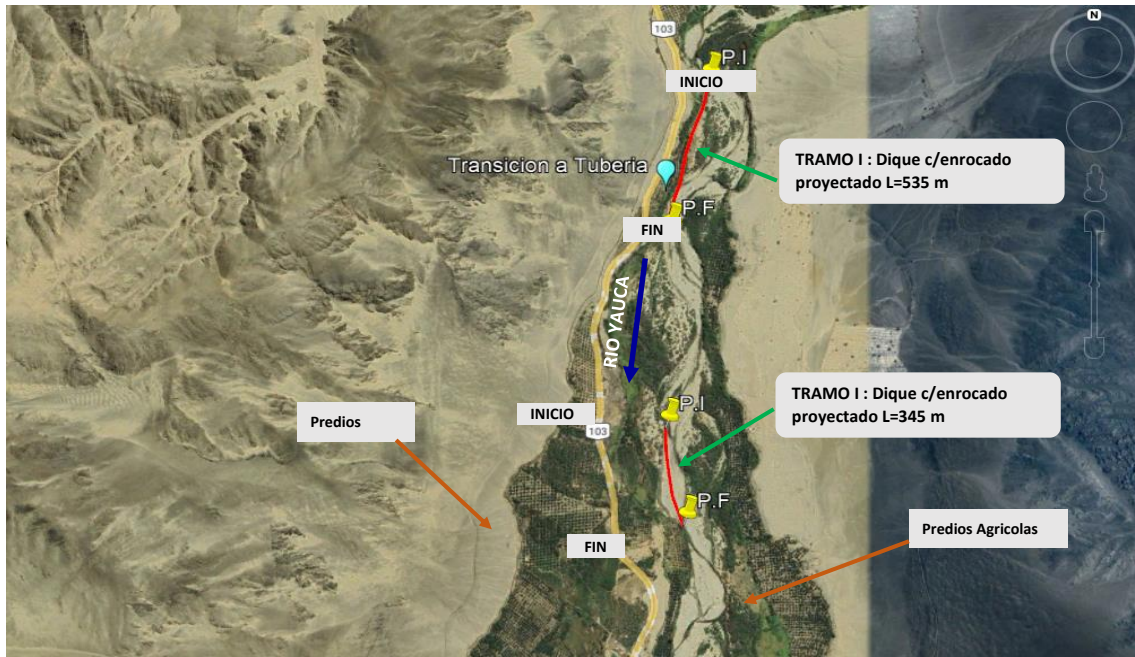 N
103
P.I
INICIO
TRAMO I : Dique c/enrocado
proyectado L=535 m
Transicion a Tuberia
P.F
FIN
RIO YAUCA
TRAMO I : Dique c/enrocado
proyectado L=345 m
P.I
INICIO
Predios
103
P.F
Predios Agricolas
FIN